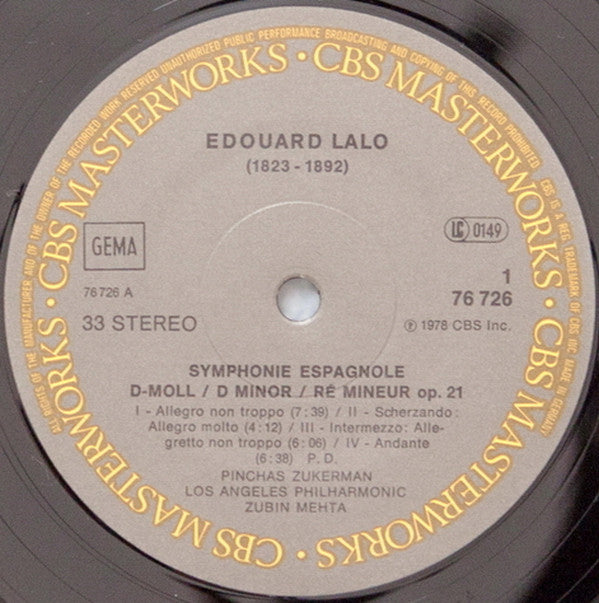 ALL RIGHTS OF THE MANUFACTURER AND OF THE OWNER OF THE RECORDED WORK RESERVED UNAUTHORIZED PUBLIC PERFORMANCE BROADCASTING AND COPYING OF THIS RECORD PROHIBITED · CBS IS A REG. TRADEMARK OF CBS INC. MADE IN GERMANY
CBS MASTERWORKS · CBS MASTERWORKS · CBS MASTERWORKS · CBS MASTERWORKS ·
EDOUARD LALO
(1823 - 1892)
GEMA
LC 0149
76 726 A
1
76 726
33 STEREO
℗ 1978 CBS Inc.
SYMPHONIE ESPAGNOLE
D-MOLL / D MINOR / RÉ MINEUR op. 21
I - Allegro non troppo (7:39) / II - Scherzando:
Allegro molto (4:12) / III - Intermezzo: Alle-
gretto non troppo (6:06) / IV - Andante
(6:38) P. D.
PINCHAS ZUKERMAN
LOS ANGELES PHILHARMONIC
ZUBIN MEHTA